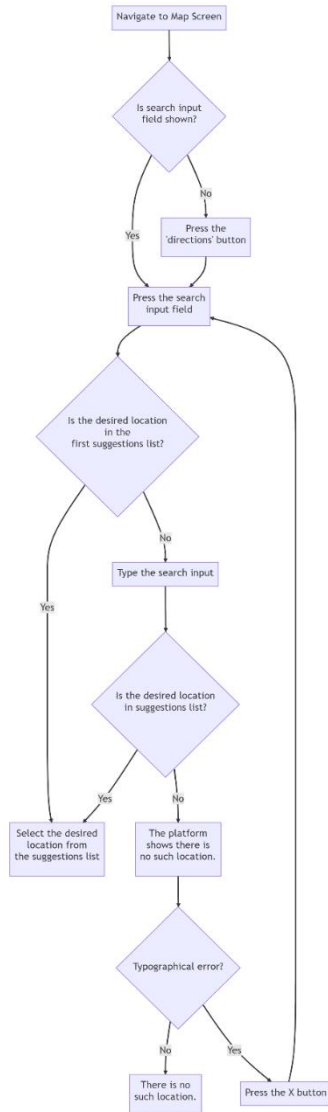 Navigate to Map Screen
Is search input
field shown?
No
Yes
Press the
'directions' button
Press the search
input field
Is the desired location
in the
first suggestions list?
No
Type the search input
Yes
Is the desired location
in suggestions list?
Yes
No
Select the desired
location from
the suggestions list
The platform
shows there is
no such location.
Typographical error?
No
Yes
There is no
such location.
Press the X button